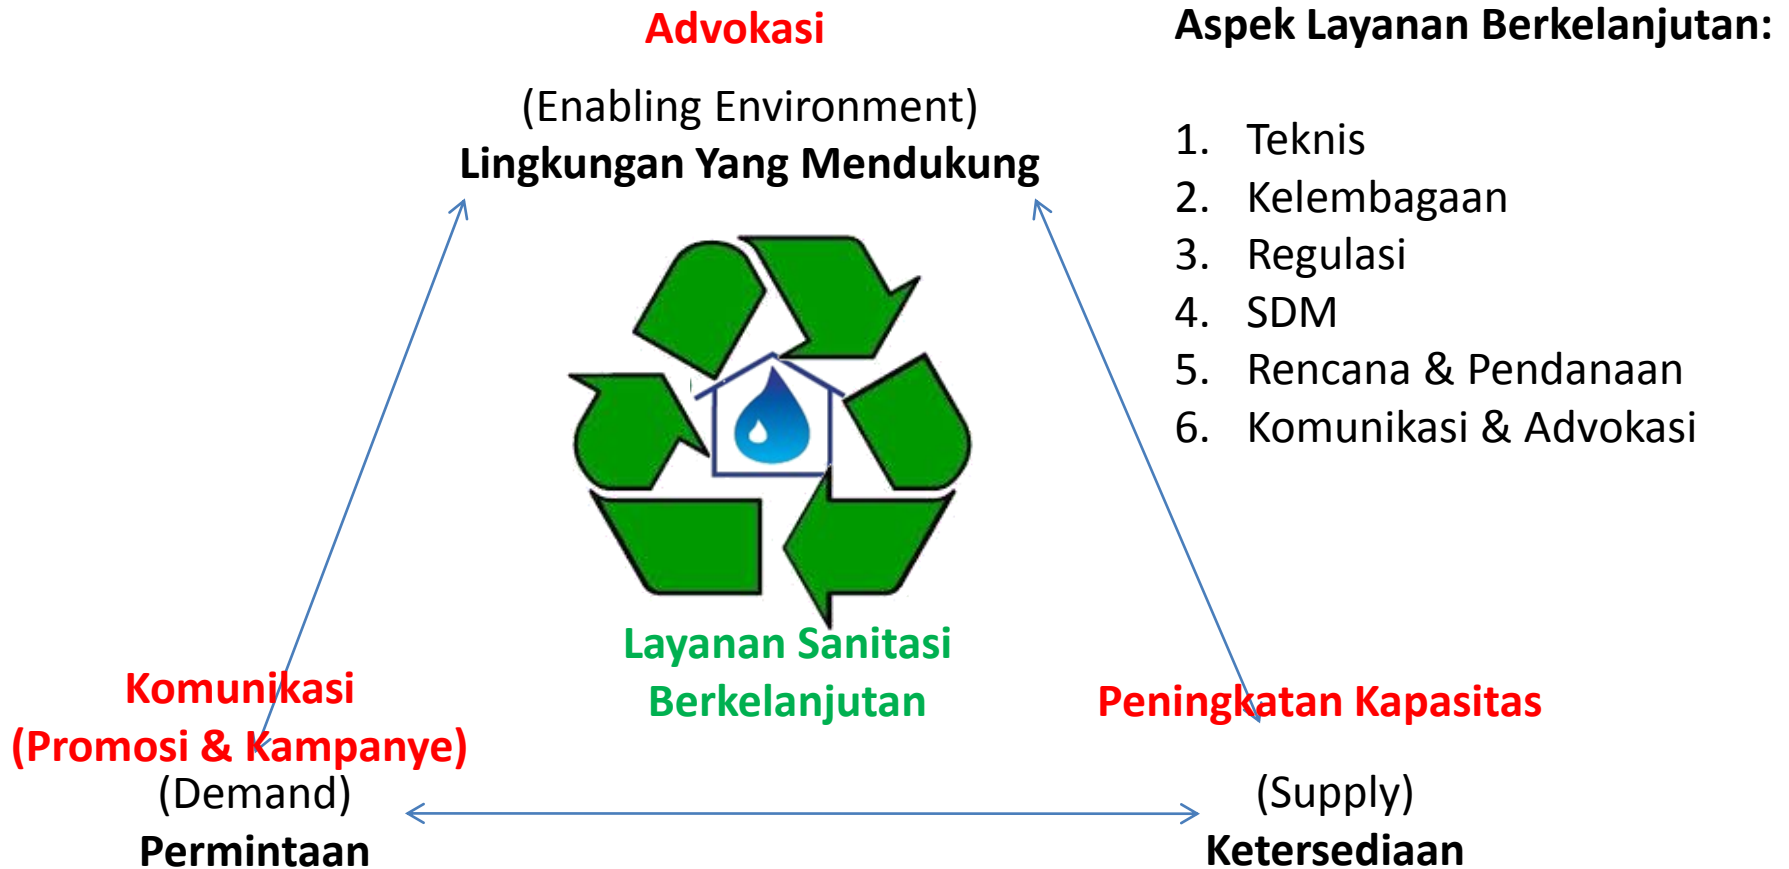 Advokasi
(Enabling Environment)
Lingkungan Yang Mendukung
Aspek Layanan Berkelanjutan:
1. Teknis
2. Kelembagaan
3. Regulasi
4. SDM
5. Rencana & Pendanaan
6. Komunikasi & Advokasi
Layanan Sanitasi
Berkelanjutan
Komunikasi
(Promosi & Kampanye)
(Demand)
Permintaan
Peningkatan Kapasitas
(Supply)
Ketersediaan